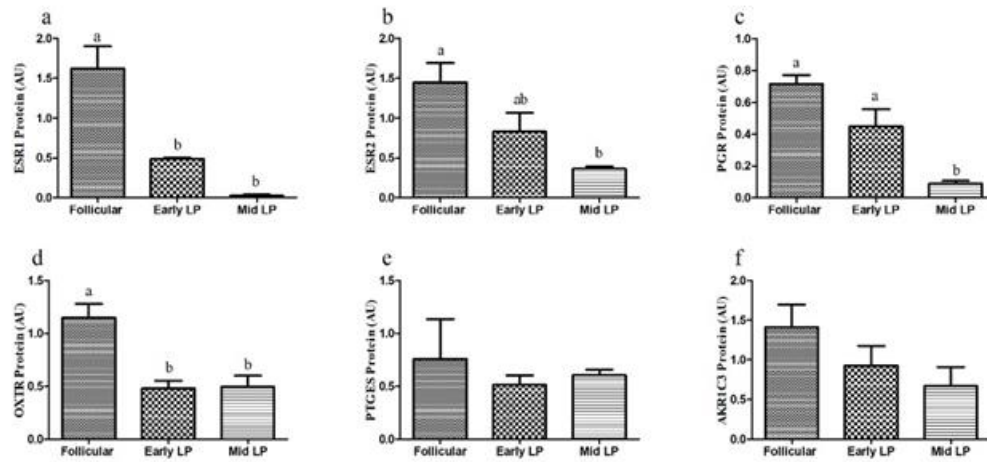 a
ESR1 Protein (AU)
2.0
1.5
1.0
0.5
0.0
a
b
b
Follicular Early LP Mid LP
b
ESR2 Protein (AU)
2.0
1.5
1.0
0.5
0.0
a
ab
b
Follicular Early LP Mid LP
c
PGR Protein (AU)
1.0
0.8
0.6
0.4
0.2
0.0
a
a
b
Follicular Early LP Mid LP
d
OXTR Protein (AU)
1.5
1.0
0.5
0.0
a
b
b
Follicular Early LP Mid LP
e
PTGES Protein (AU)
1.5
1.0
0.5
0.0
Follicular Early LP Mid LP
f
AKR1C3 Protein (AU)
2.0
1.5
1.0
0.5
0.0
Follicular Early LP Mid LP